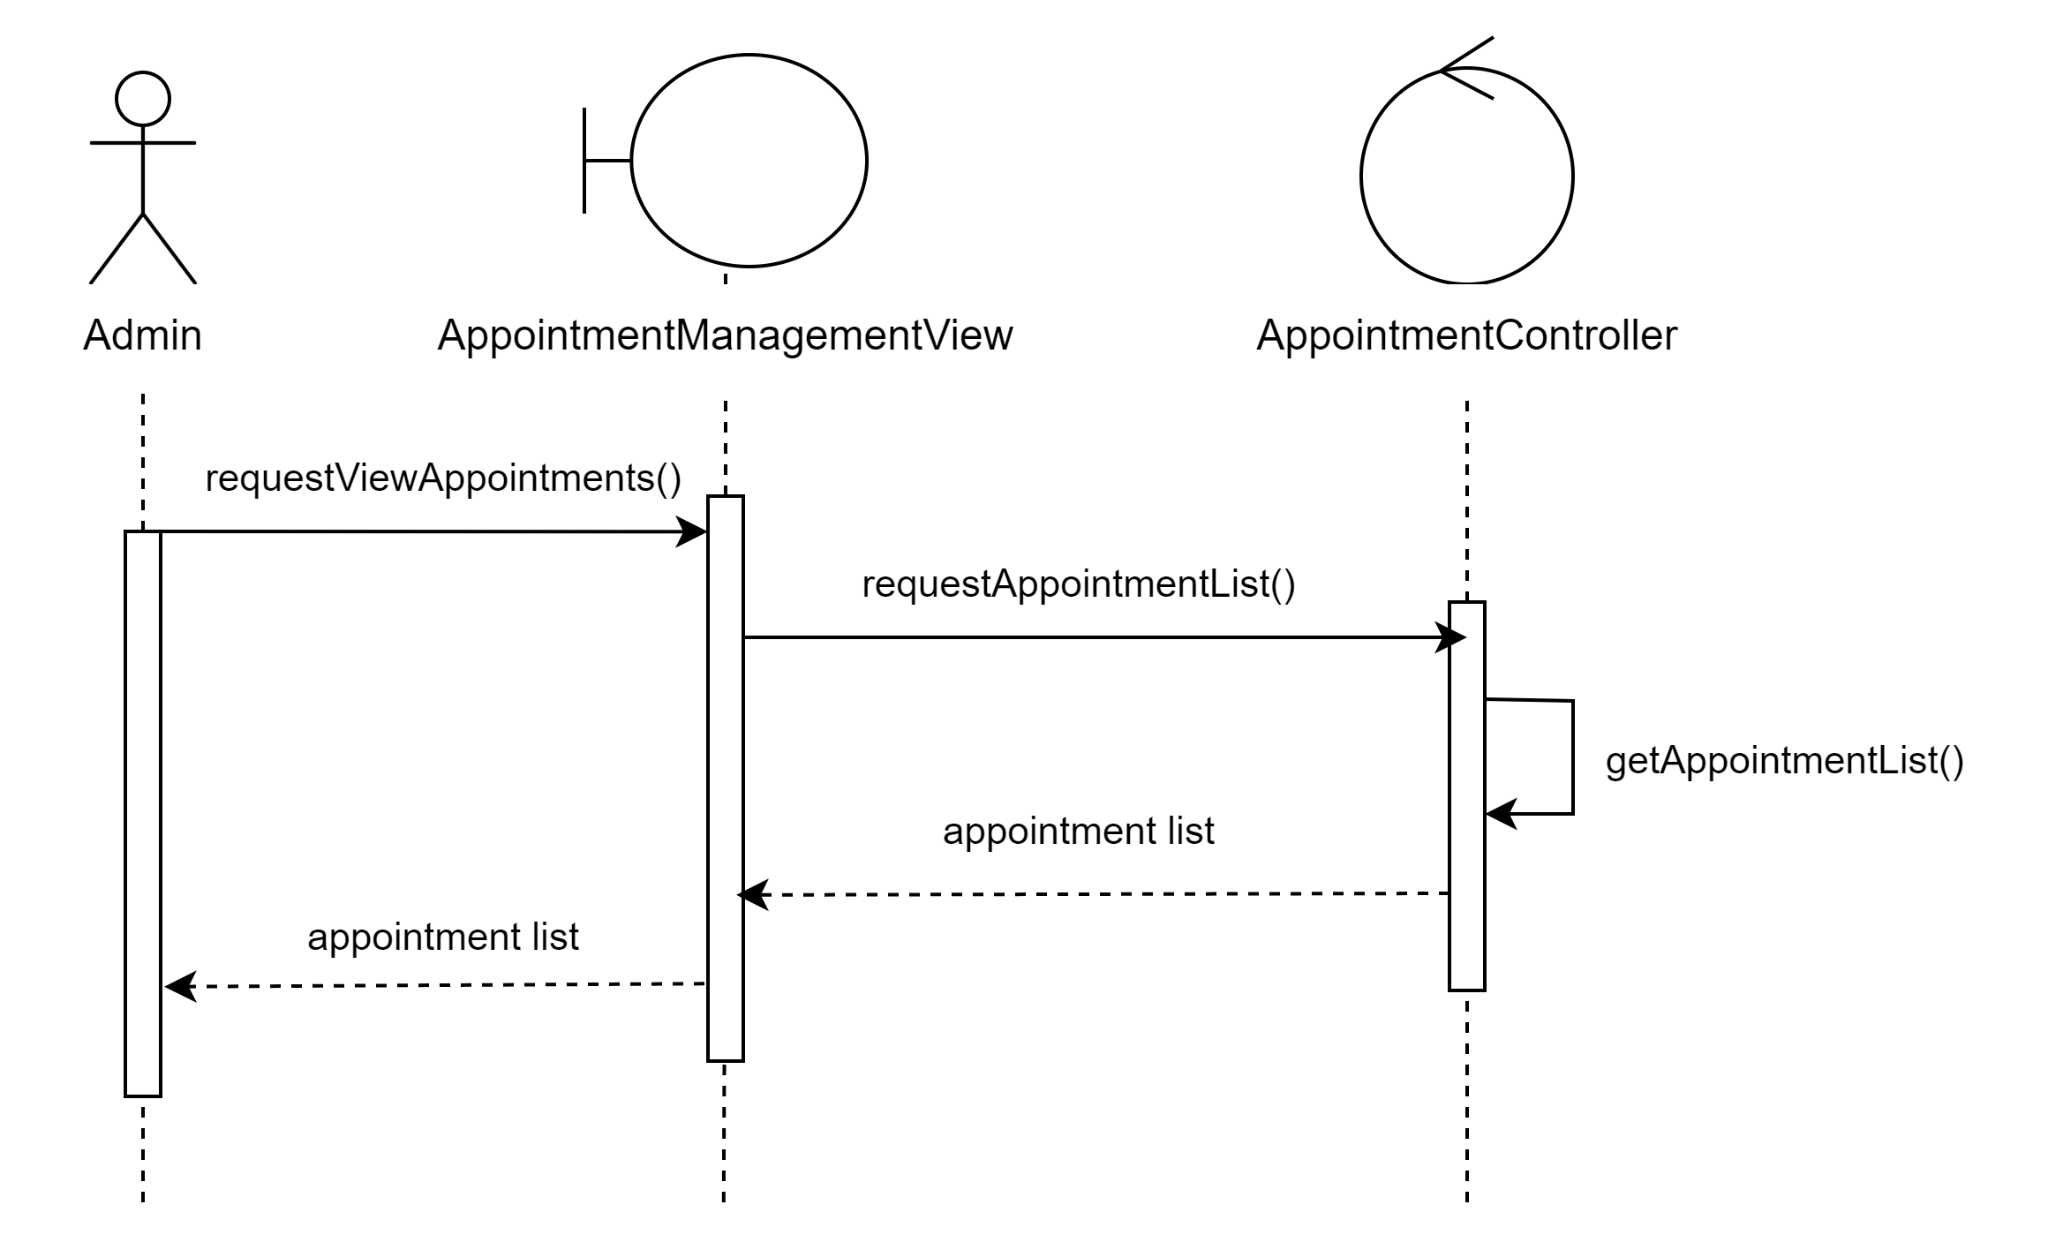 Admin
AppointmentManagementView
AppointmentController
requestViewAppointments()
requestAppointmentList()
getAppointmentList()
appointment list
appointment list